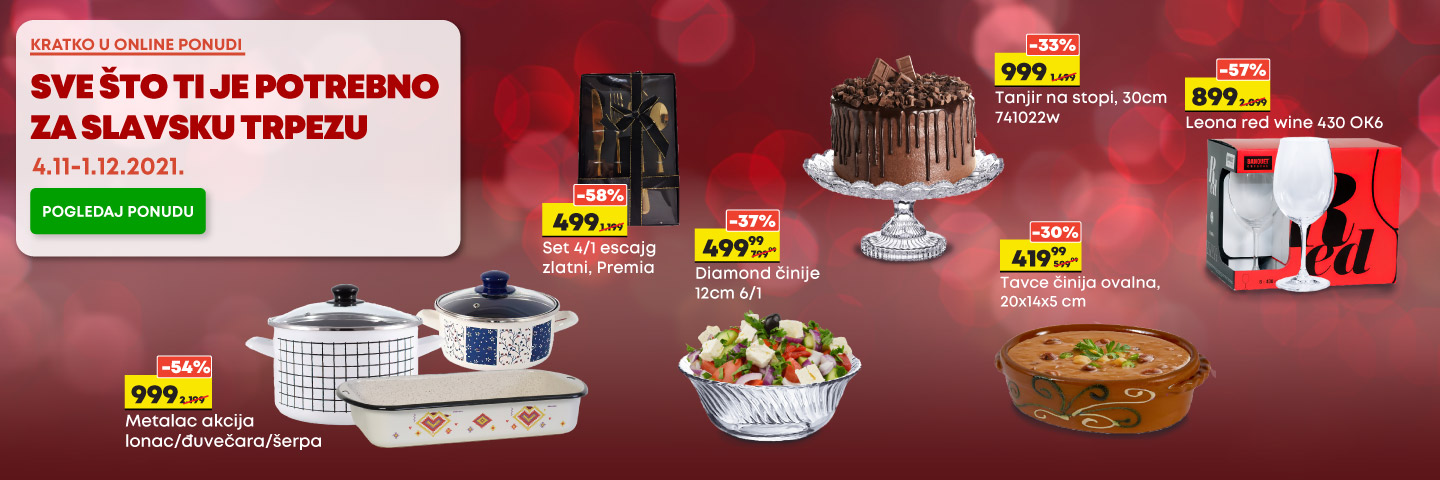 KRATKO U ONLINE PONUDI
SVE ŠTO TI JE POTREBNO
ZA SLAVSKU TRPEZU
4.11-1.12.2021.
POGLEDAJ PONUDU
-54%
999 2.199
Metalac akcija
lonac/đuvečara/šerpa
-58%
499 1.199
Set 4/1 escajg
zlatni, Premia
-37%
499 99 799 99
Diamond činije
12cm 6/1
-33%
999 1.499
Tanjir na stopi, 30cm
741022w
-30%
419 99 599 99
Tavce činija ovalna,
20x14x5 cm
-57%
899 2.099
Leona red wine 430 OK6
BANQUET
Red